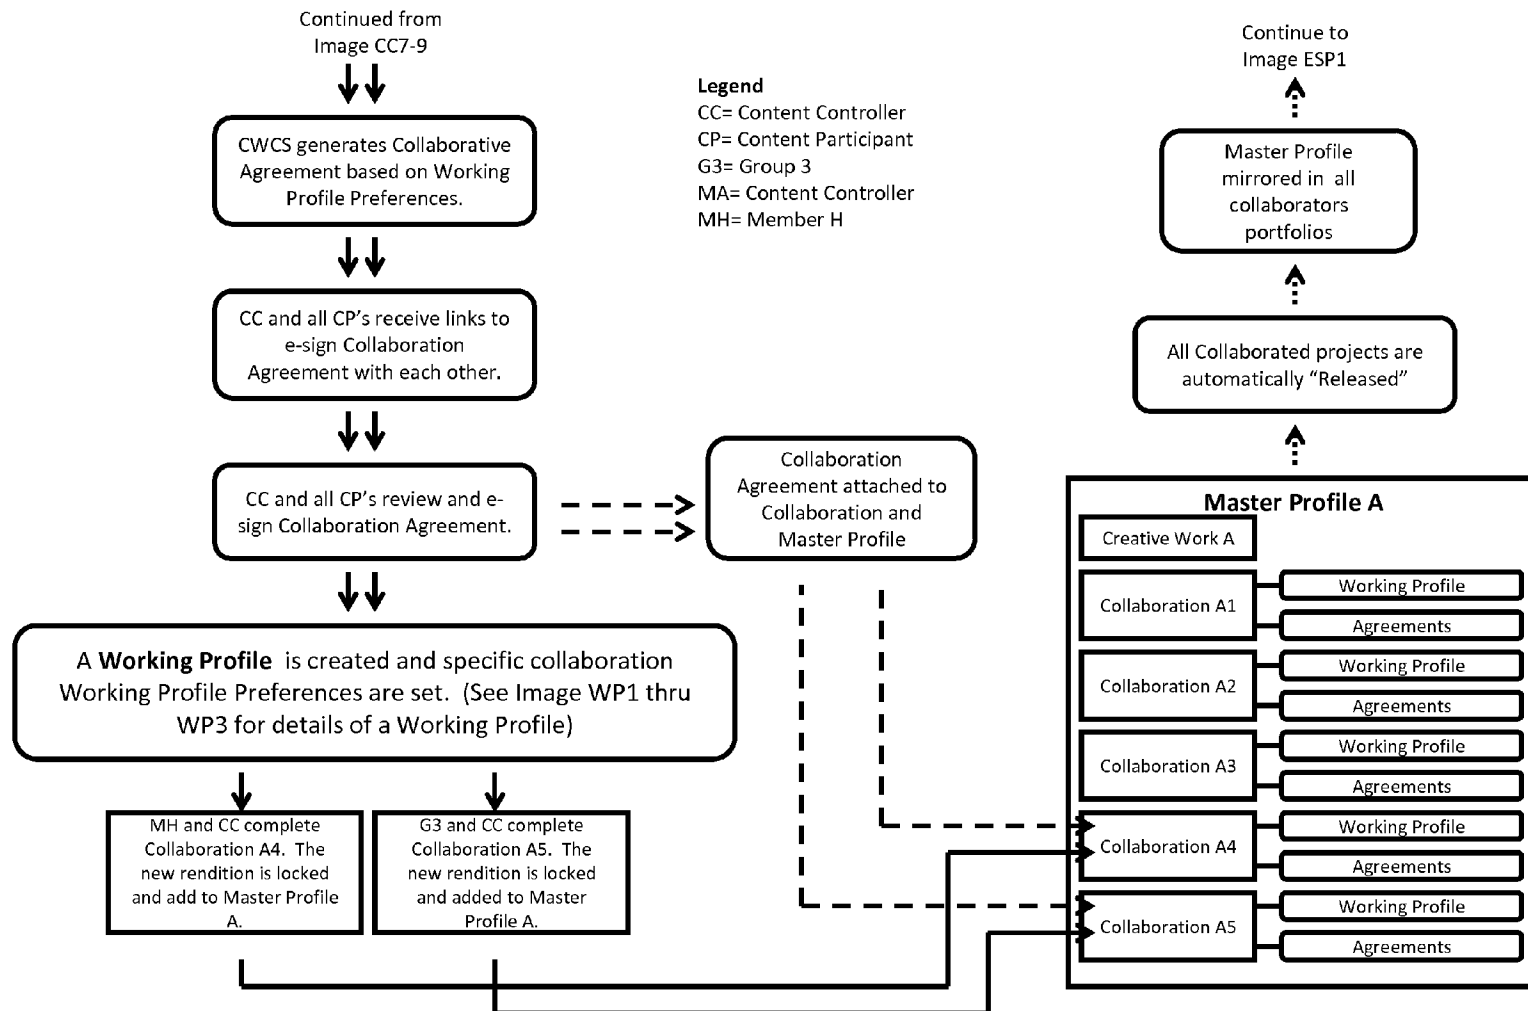 Continued from
Image CC7-9
CWCS generates Collaborative
Agreement based on Working
Profile Preferences.
CC and all CP’s receive links to
e-sign Collaboration
Agreement with each other.
CC and all CP’s review and e-
sign Collaboration Agreement.
Collaboration
Agreement attached to
Collaboration and
Master Profile
A Working Profile is created and specific collaboration
Working Profile Preferences are set. (See Image WP1 thru
WP3 for details of a Working Profile)
MH and CC complete
Collaboration A4. The
new rendition is locked
and add to Master Profile
A.
G3 and CC complete
Collaboration A5. The
new rendition is locked
and added to Master
Profile A.
Legend
CC= Content Controller
CP= Content Participant
G3= Group 3
MA= Content Controller
MH= Member H
Continue to
Image ESP1
Master Profile
mirrored in all
collaborators
portfolios
All Collaborated projects are
automatically “Released”
Master Profile A
Creative Work A
Collaboration A1
Working Profile
Agreements
Collaboration A2
Working Profile
Agreements
Collaboration A3
Working Profile
Agreements
Collaboration A4
Working Profile
Agreements
Collaboration A5
Working Profile
Agreements